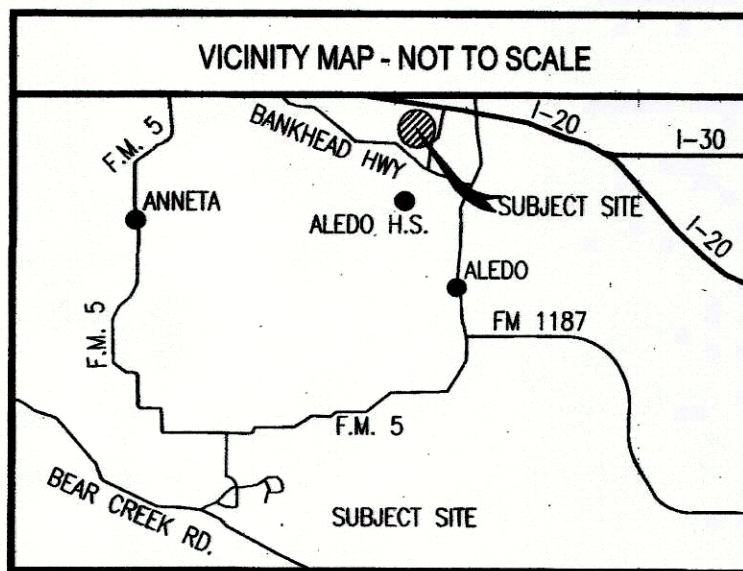 VICINITY MAP - NOT TO SCALE
F.M. 5
BANKHEAD HWY
I-20
I-30
ANNETA
ALEDO H.S.
SUBJECT SITE
I-20
ALEDO
F.M. 5
FM 1187
F.M. 5
BEAR CREEK RD.
SUBJECT SITE